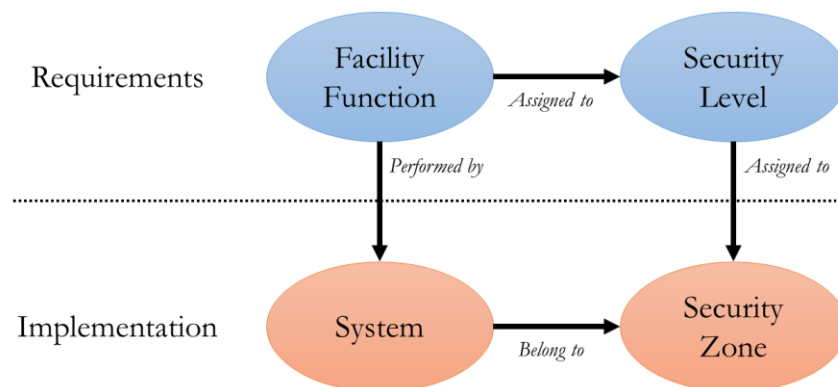 Requirements
Facility
Function
Assigned to
Security
Level
Performed by
Assigned to
Implementation
System
Belong to
Security
Zone